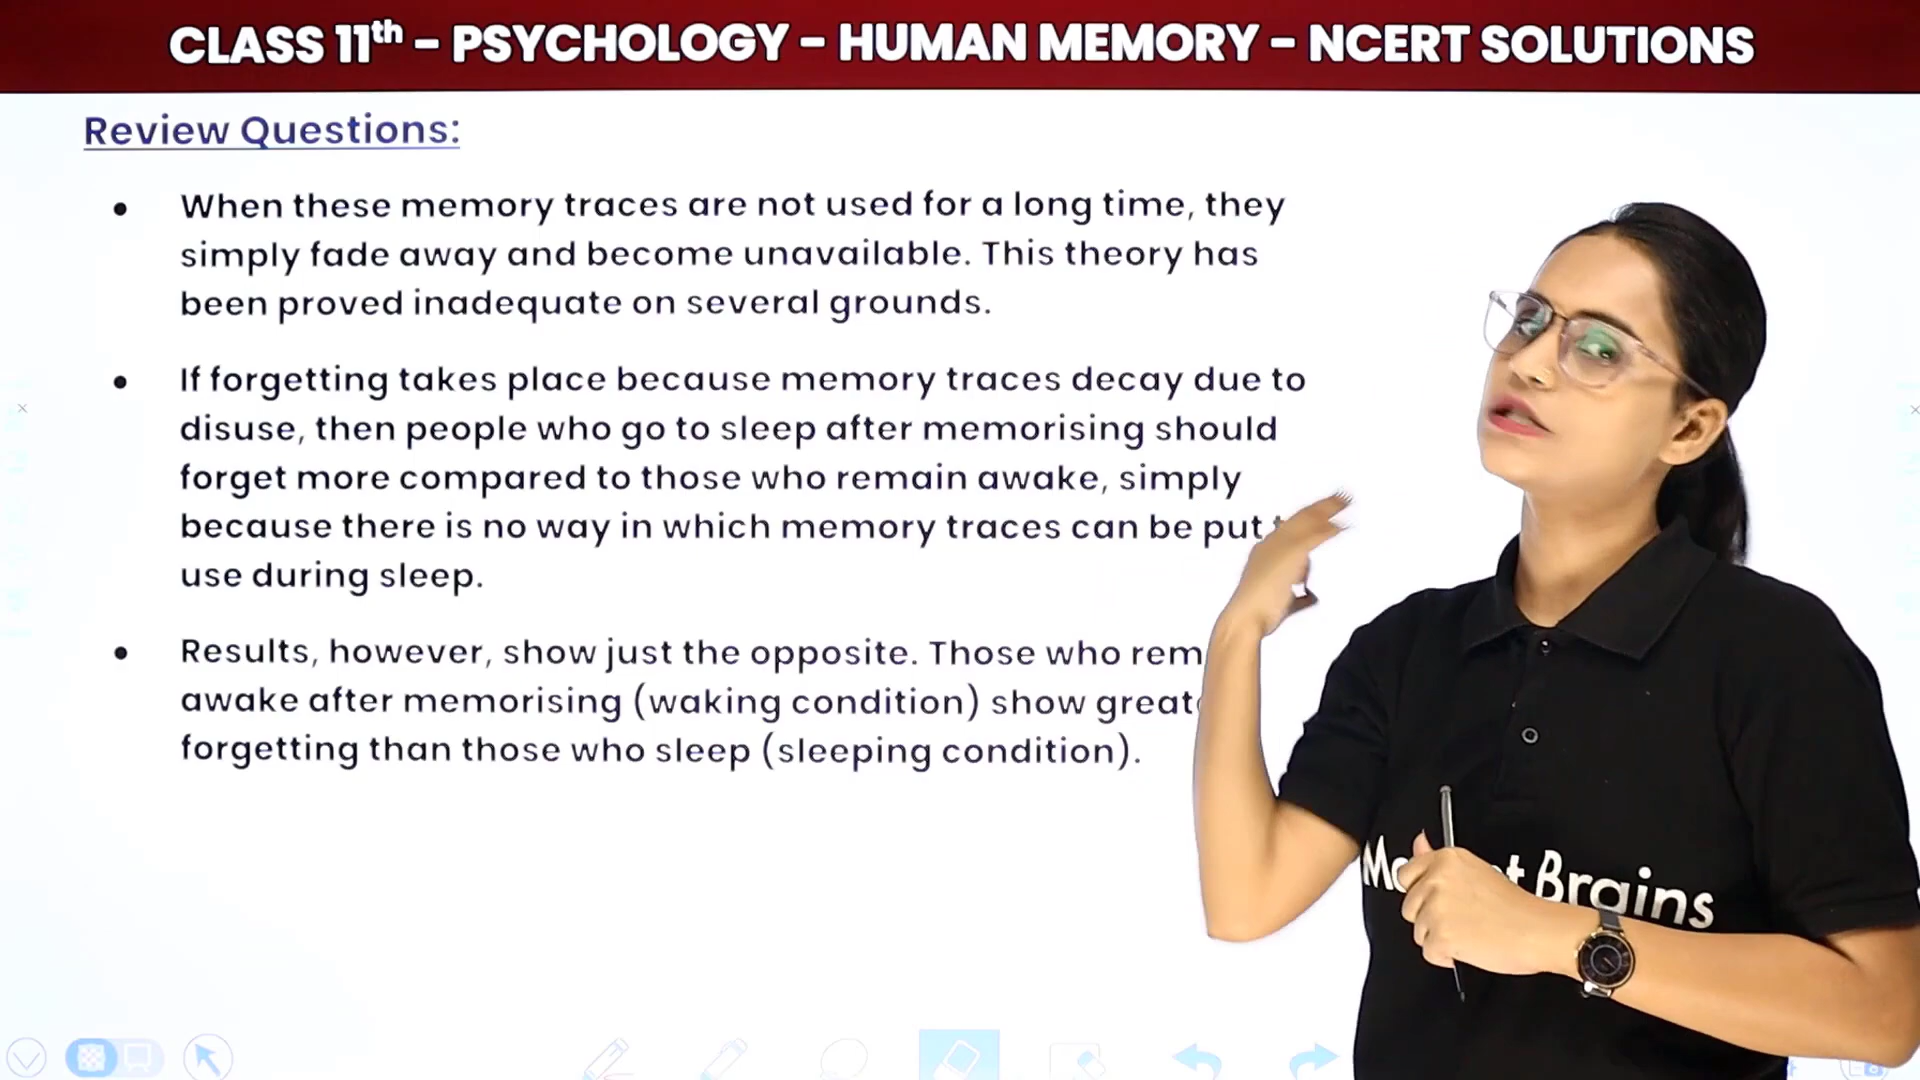 CLASS 11th – PSYCHOLOGY – HUMAN MEMORY – NCERT SOLUTIONS
Review Questions:
• When these memory traces are not used for a long time, they
simply fade away and become unavailable. This theory has
been proved inadequate on several grounds.
• If forgetting takes place because memory traces decay due to
disuse, then people who go to sleep after memorising should
forget more compared to those who remain awake, simply
because there is no way in which memory traces can be put
use during sleep.
• Results, however, show just the opposite. Those who
awake after memorising (waking condition) show
forgetting than those who sleep (sleeping condition).
Brains